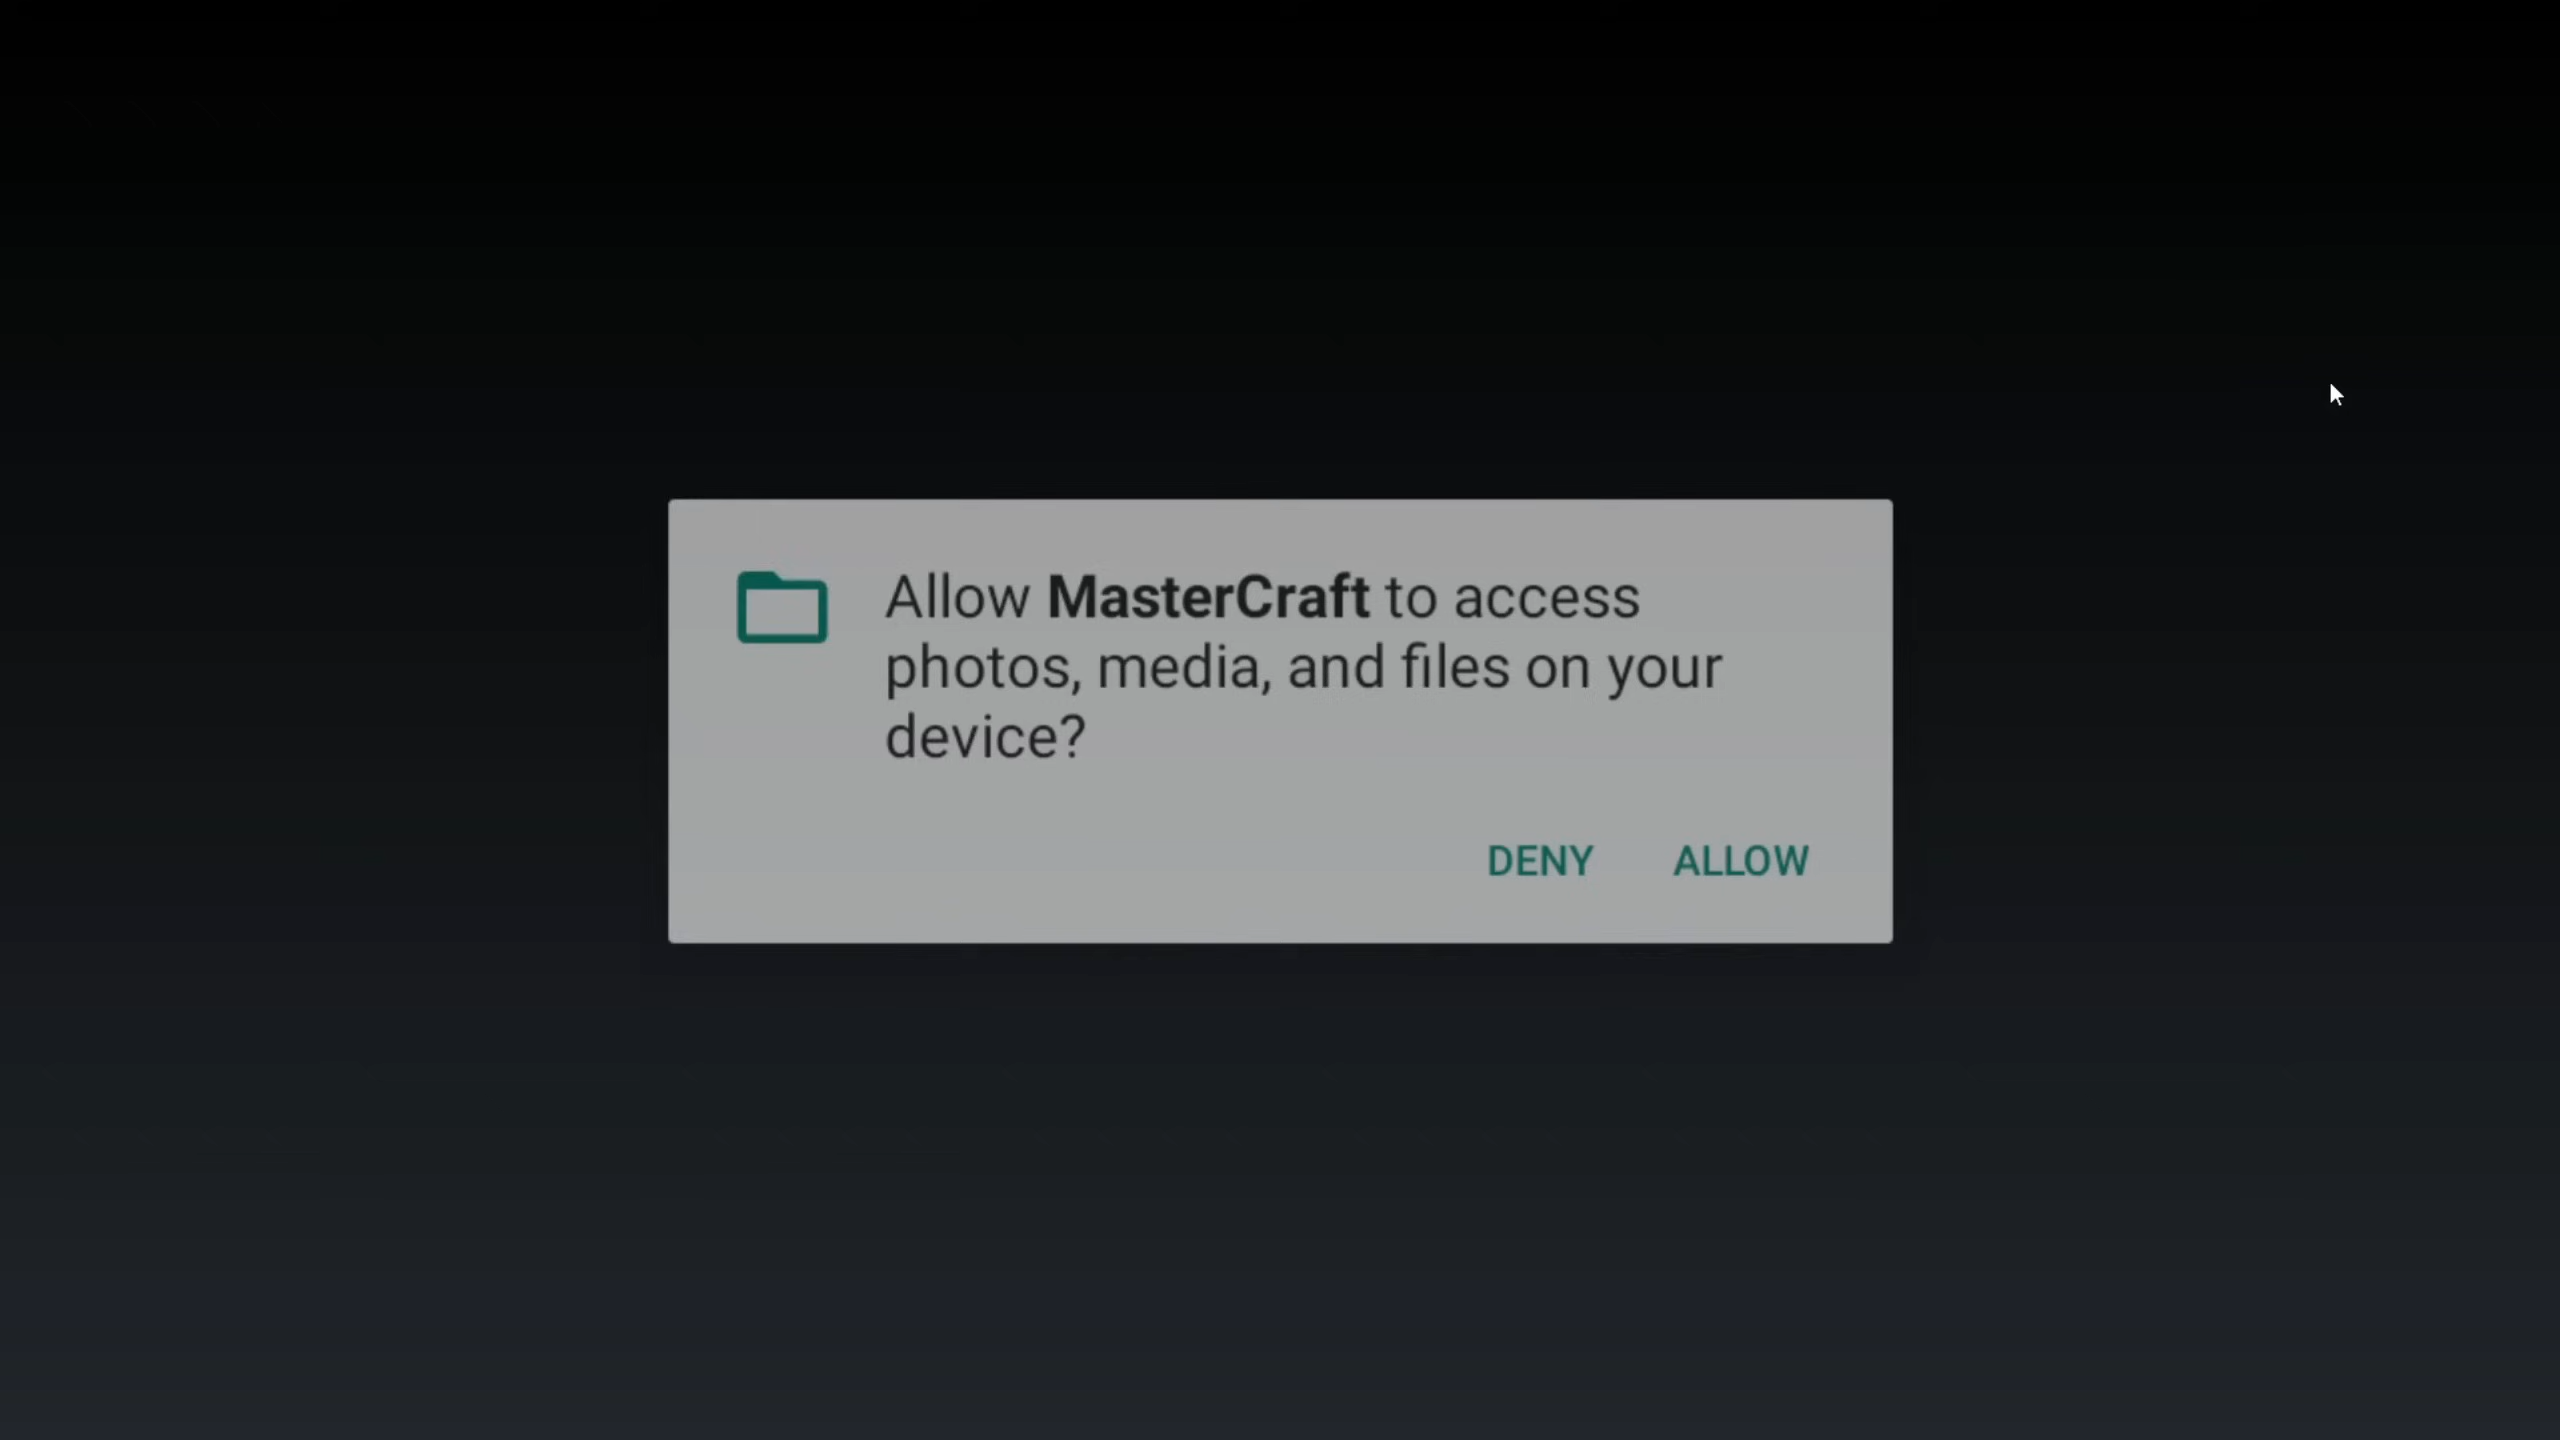 Allow MasterCraft to access
photos, media, and files on your
device?
DENY ALLOW